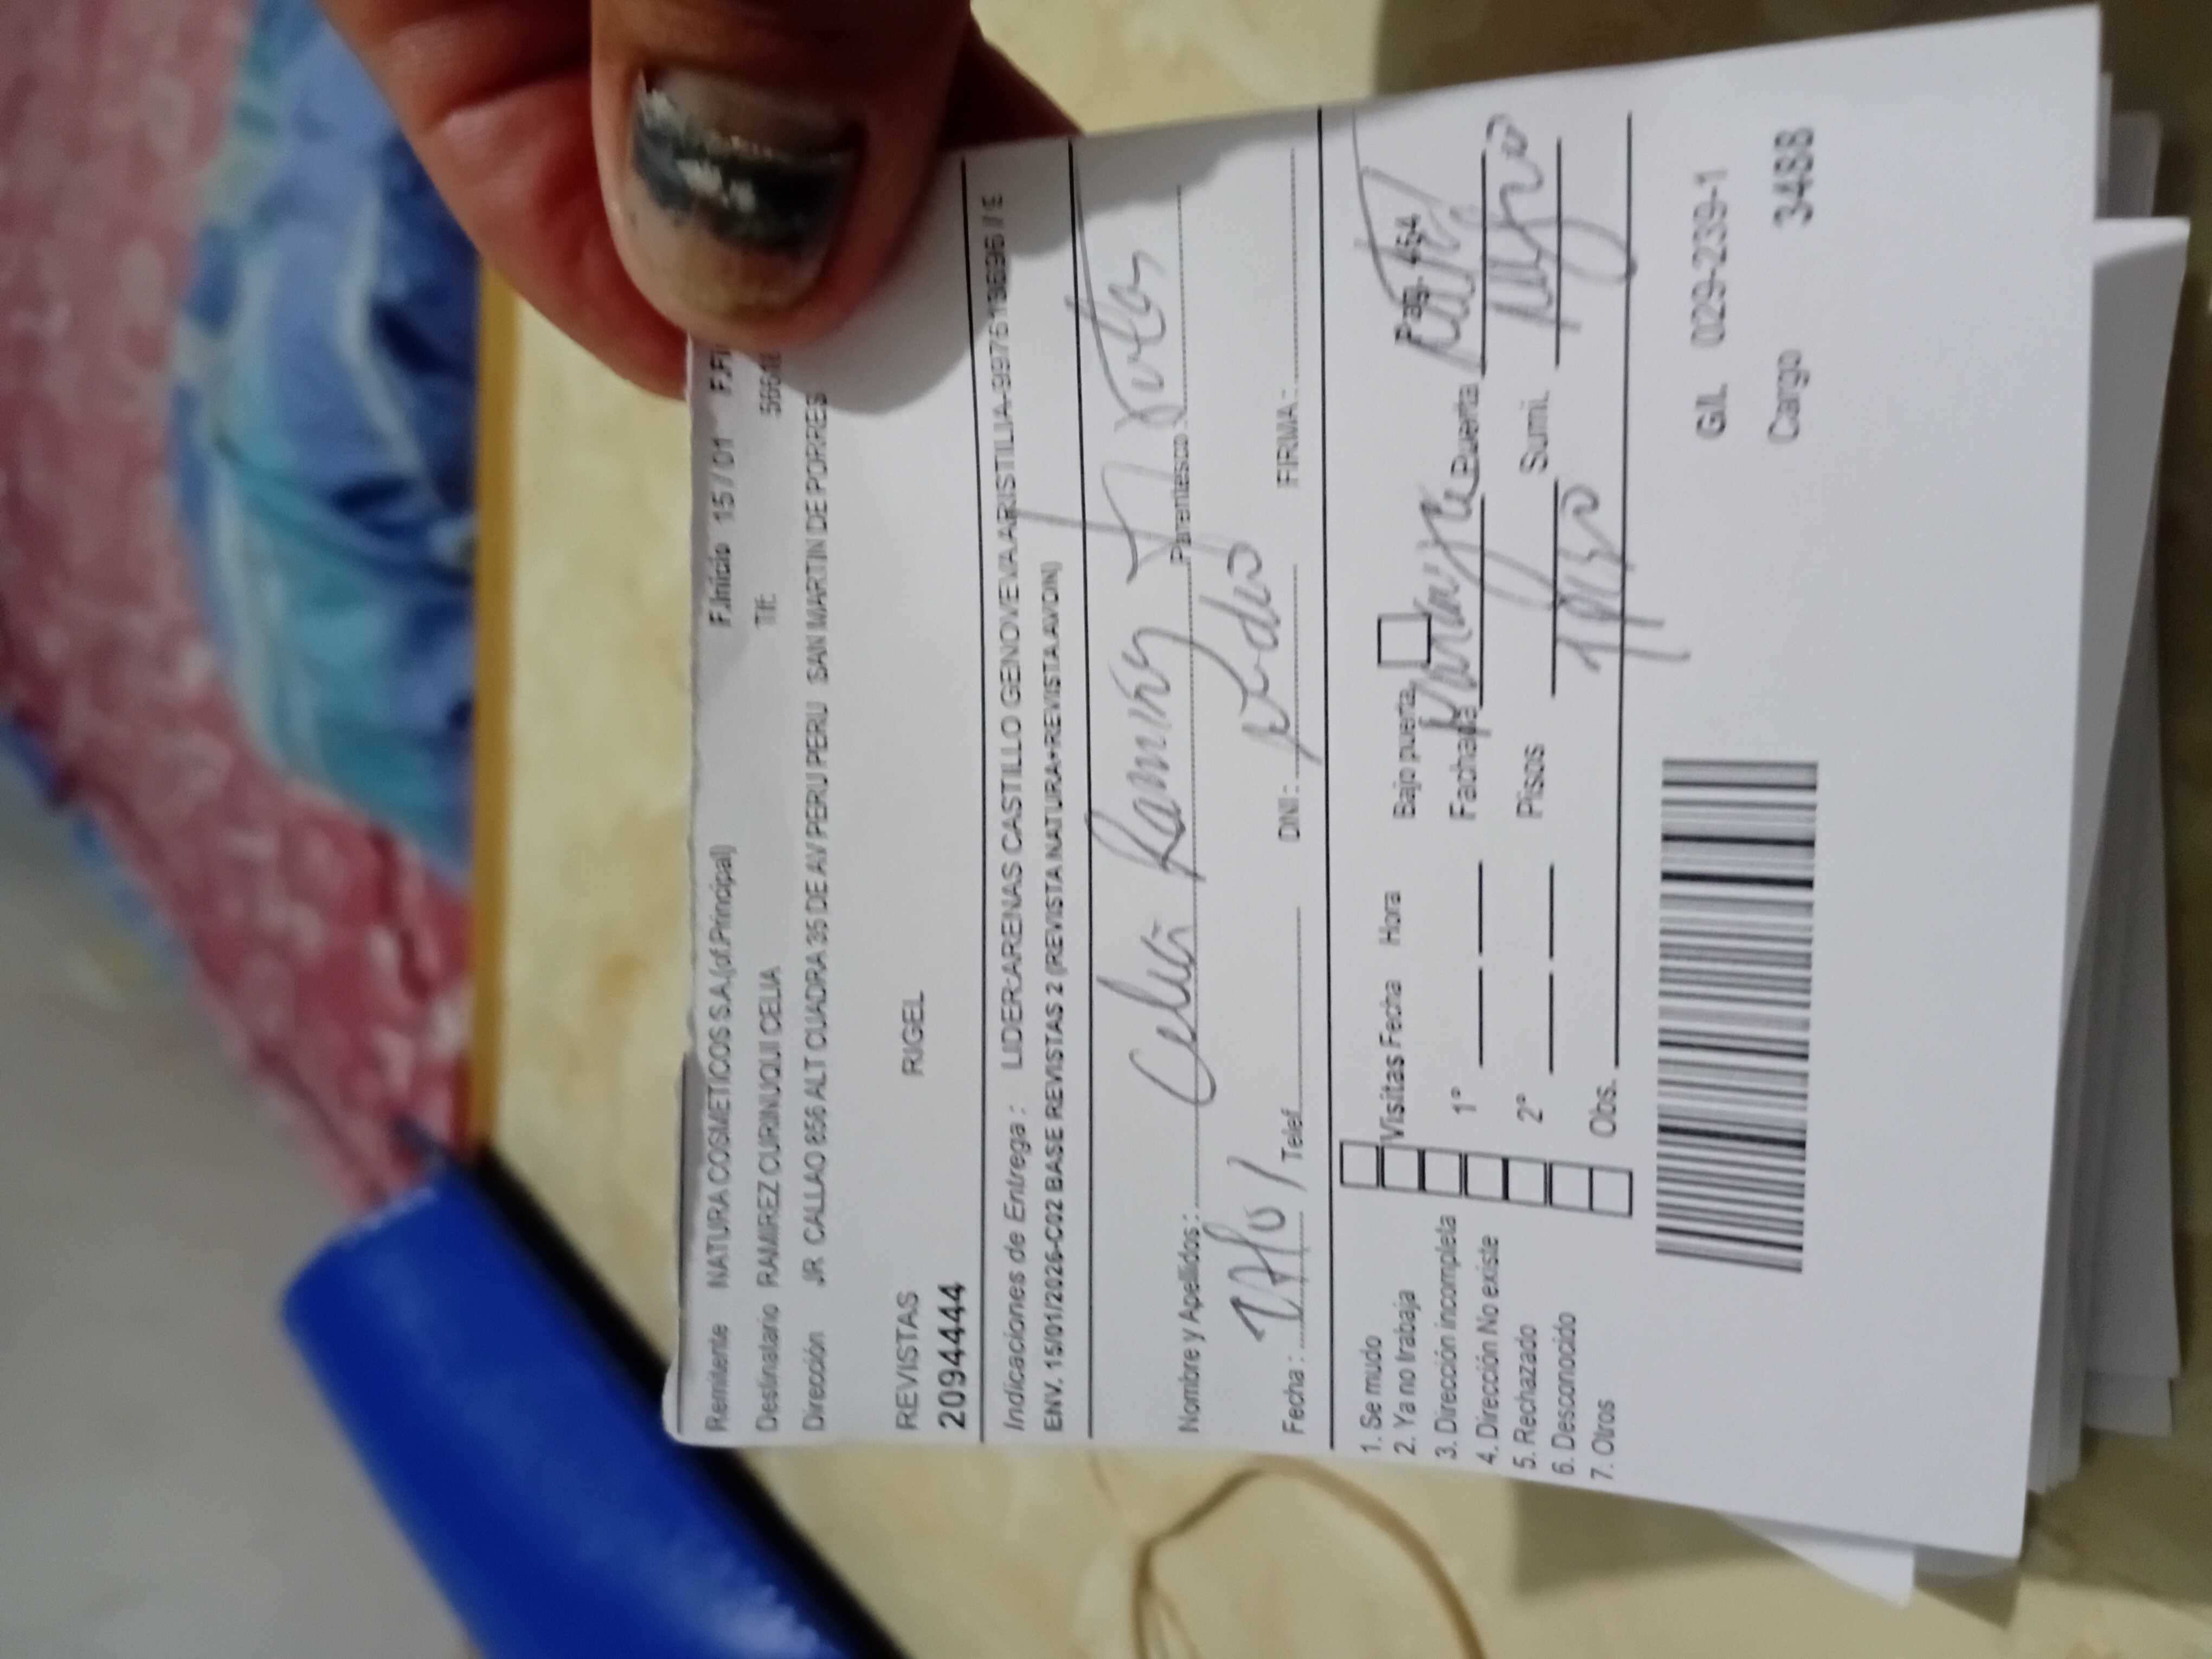 Remitente NATURA COSMETICOS S.A.(of.Principal) F.Inicio 15 / 01
Destinatario RAMIREZ CURINUQUI CELIA Tlf:
Dirección JR CALLAO 856 ALT CUADRA 35 DE AV PERU PERU SAN MARTIN DE PORRES
REVISTAS RIGEL
2094444
Indicaciones de Entrega : LIDER:ARENAS CASTILLO GENOVEVA ARISTILIA-997619696 / / E
ENV. 15/01/2026-C02 BASE REVISTAS 2 (REVISTA NATURA+REVISTA AVON)
Nombre y Apellidos : Celia Ramirez Parentesco
Fecha : Telef. DNI : FIRMA :
1. Se mudo
2. Ya no trabaja Visitas Fecha Hora Bajo puerta Paq. 464
3. Dirección incompleta 1° Fachada Puerta
4. Dirección No existe
5. Rechazado 2° Pisos Sumi.
6. Desconocido
7. Otros Obs.
G/L 029-239-1
Cargo 3488